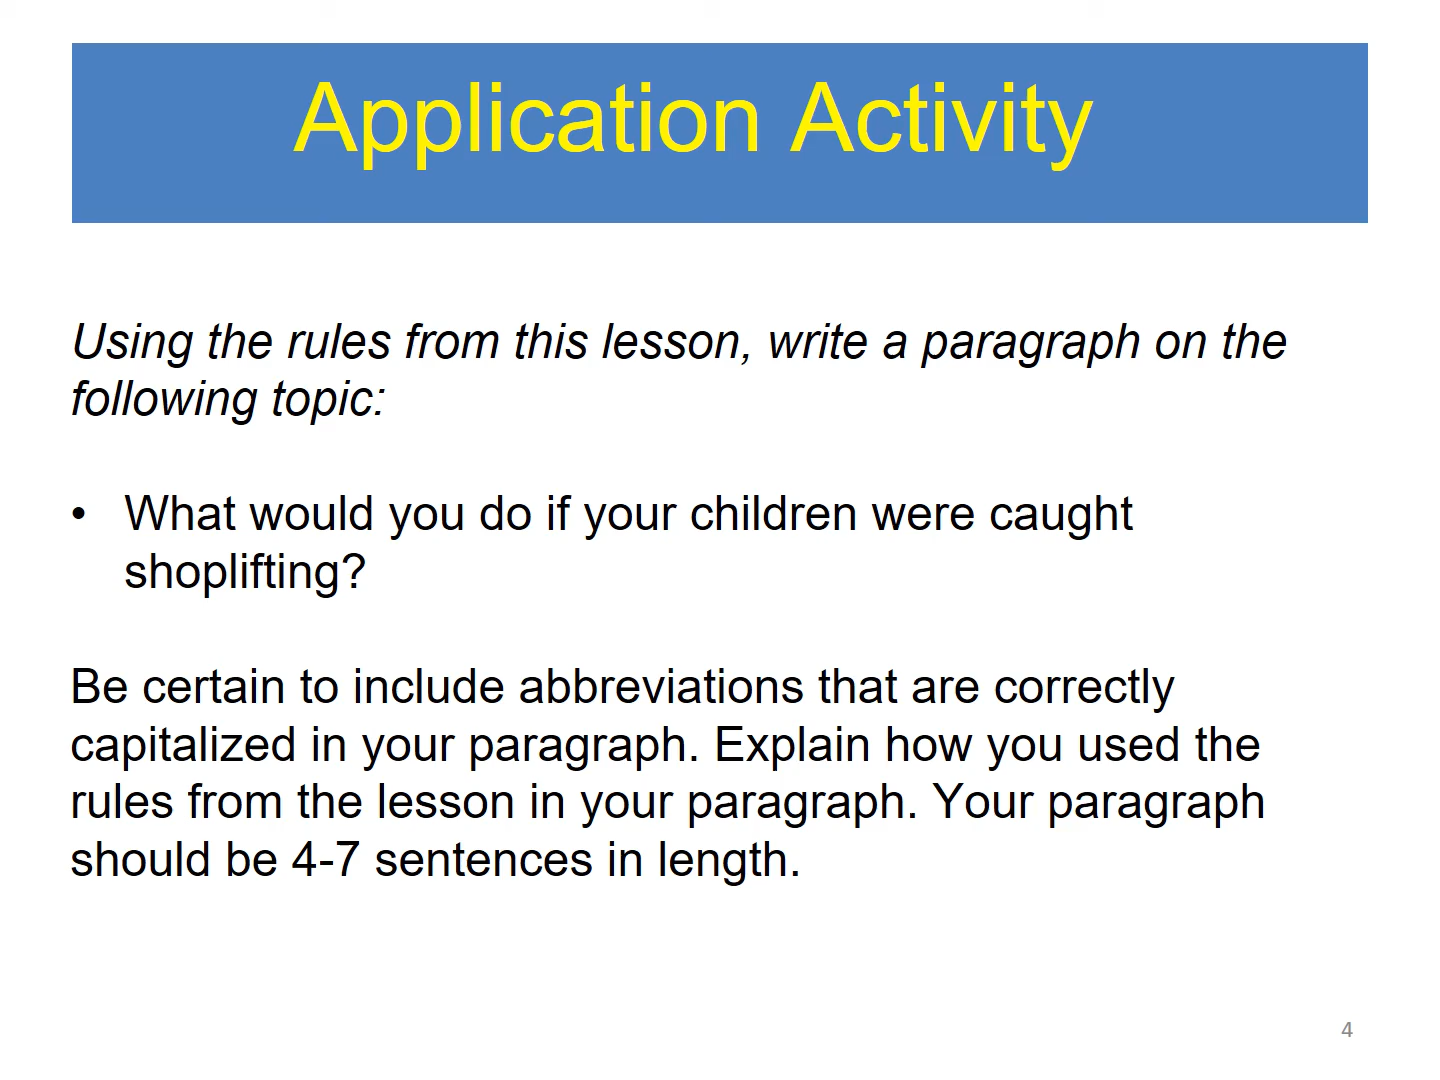 Application Activity
Using the rules from this lesson, write a paragraph on the
following topic:
• What would you do if your children were caught
shoplifting?
Be certain to include abbreviations that are correctly
capitalized in your paragraph. Explain how you used the
rules from the lesson in your paragraph. Your paragraph
should be 4-7 sentences in length.
4